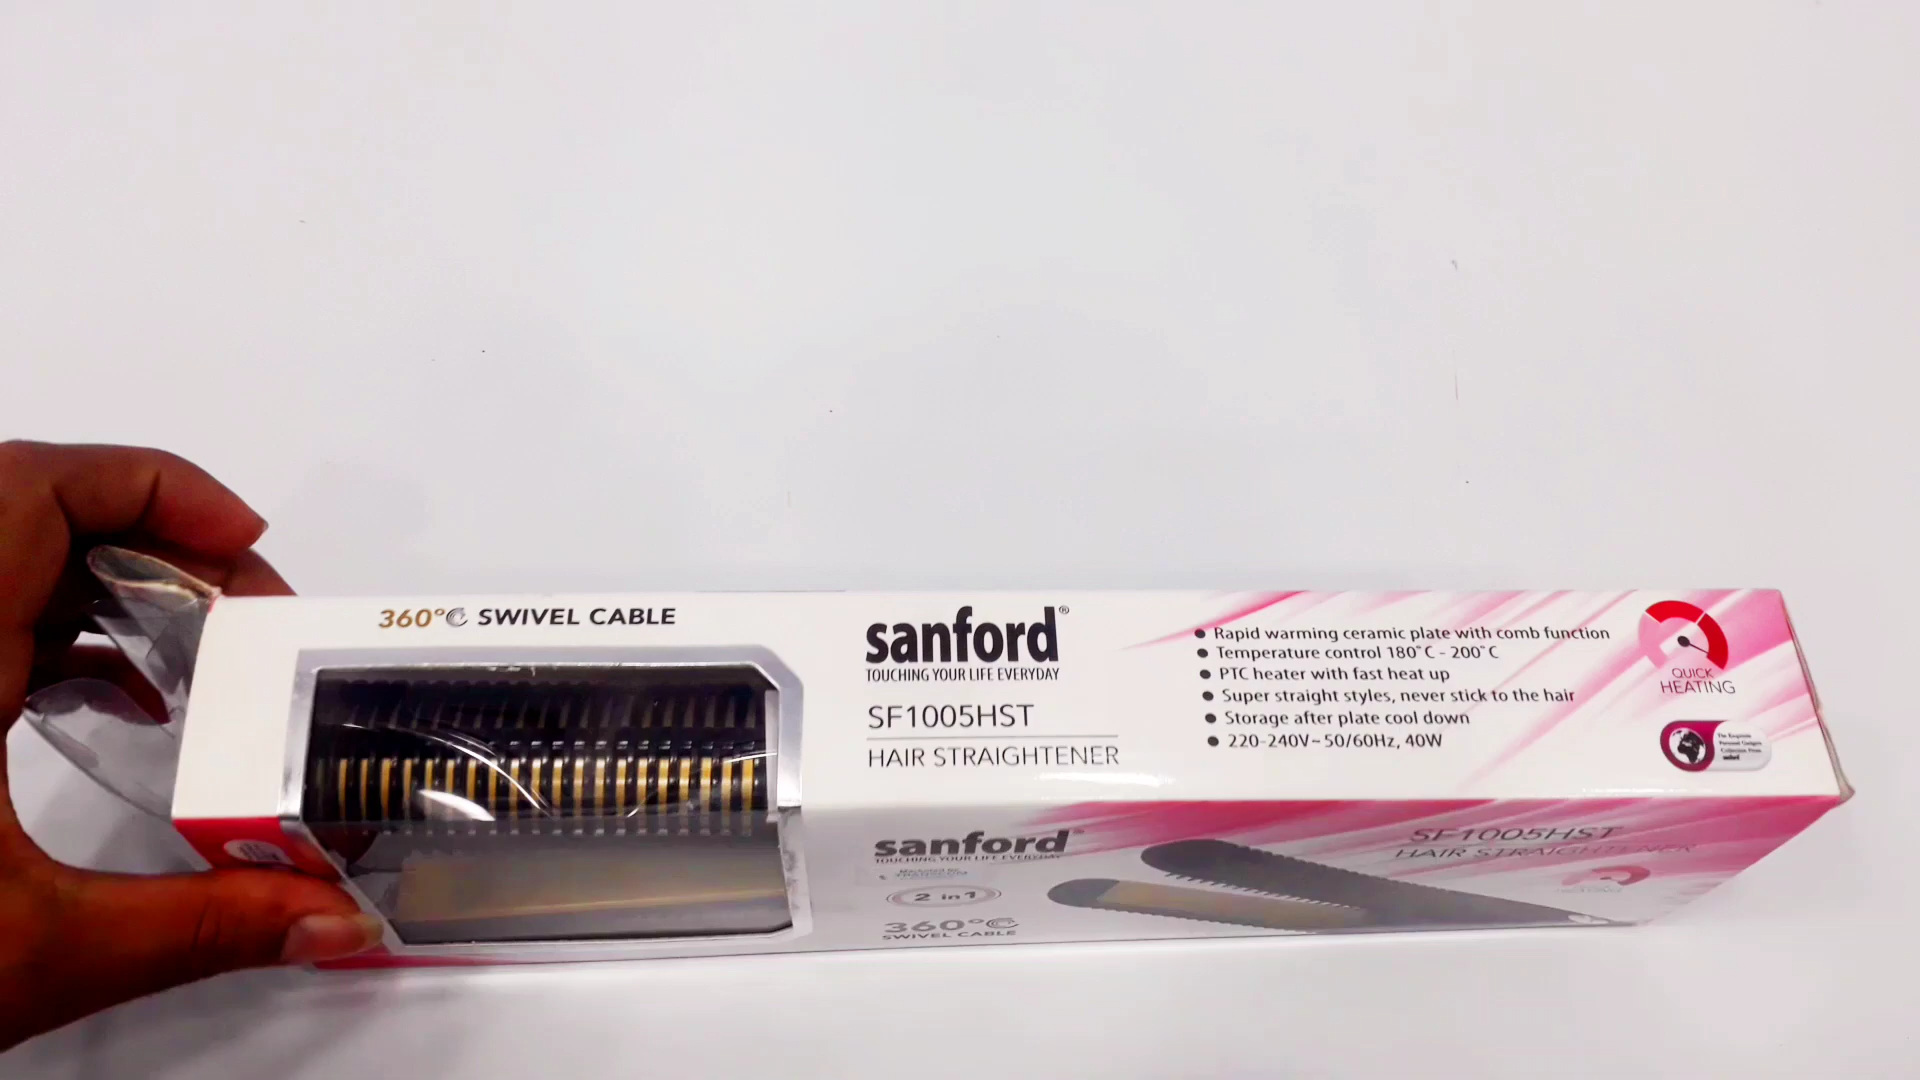 360° SWIVEL CABLE
sanford®
TOUCHING YOUR LIFE EVERYDAY
SF1005HST
HAIR STRAIGHTENER
● Rapid warming ceramic plate with comb function
● Temperature control 180°C - 200°C
● PTC heater with fast heat up
● Super straight styles, never stick to the hair
● Storage after plate cool down
● 220-240V~50/60Hz, 40W
QUICK
HEATING
sanford
TOUCHING YOUR LIFE EVERYDAY
2 in 1
360°
SWIVEL CABLE
SF1005HST
HAIR STRAIGHTENER